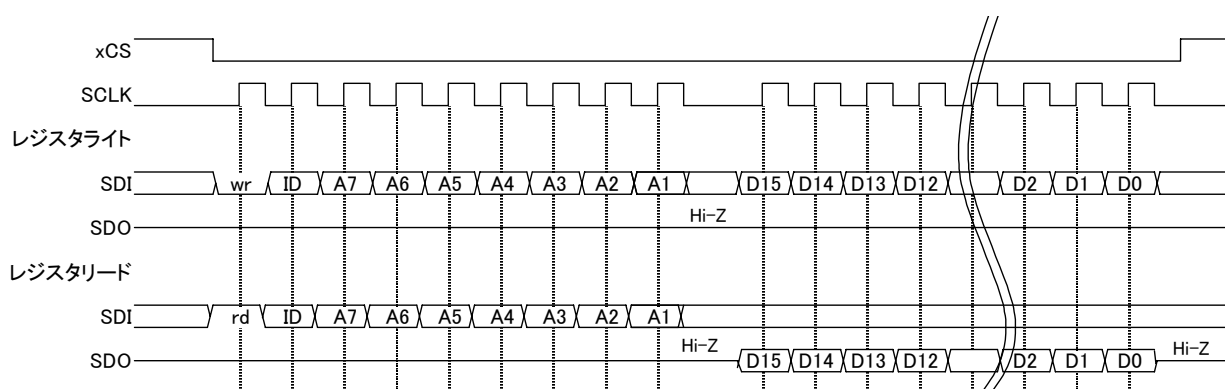 xCS
SCLK
レジスタライト
SDI wr ID A7 A6 A5 A4 A3 A2 A1 D15 D14 D13 D12 D2 D1 D0
Hi-Z
SDO
レジスタリード
SDI rd ID A7 A6 A5 A4 A3 A2 A1
Hi-Z Hi-Z
SDO D15 D14 D13 D12 D2 D1 D0